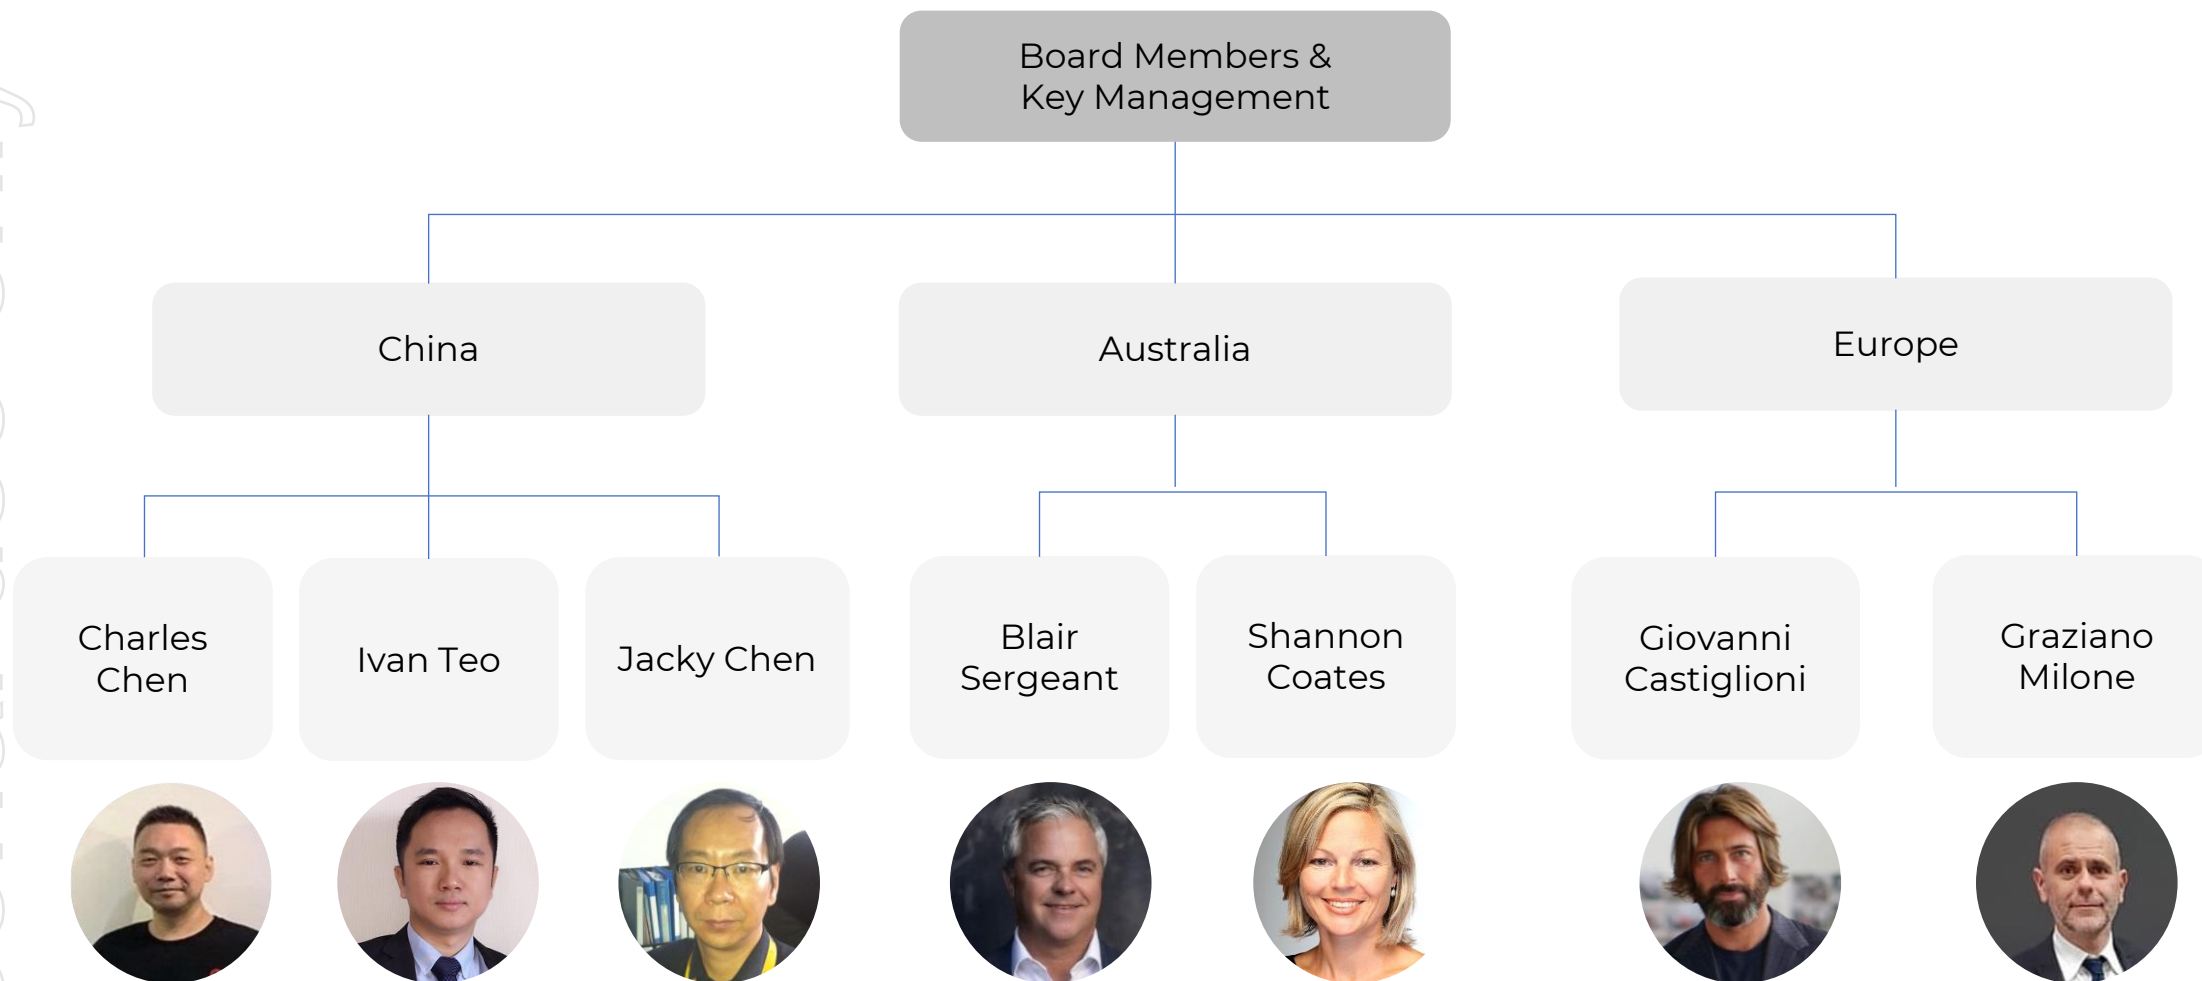 Board Members &
Key Management
China
Australia
Europe
Charles
Chen
Ivan Teo
Jacky Chen
Blair
Sergeant
Shannon
Coates
Giovanni
Castiglioni
Graziano
Milone